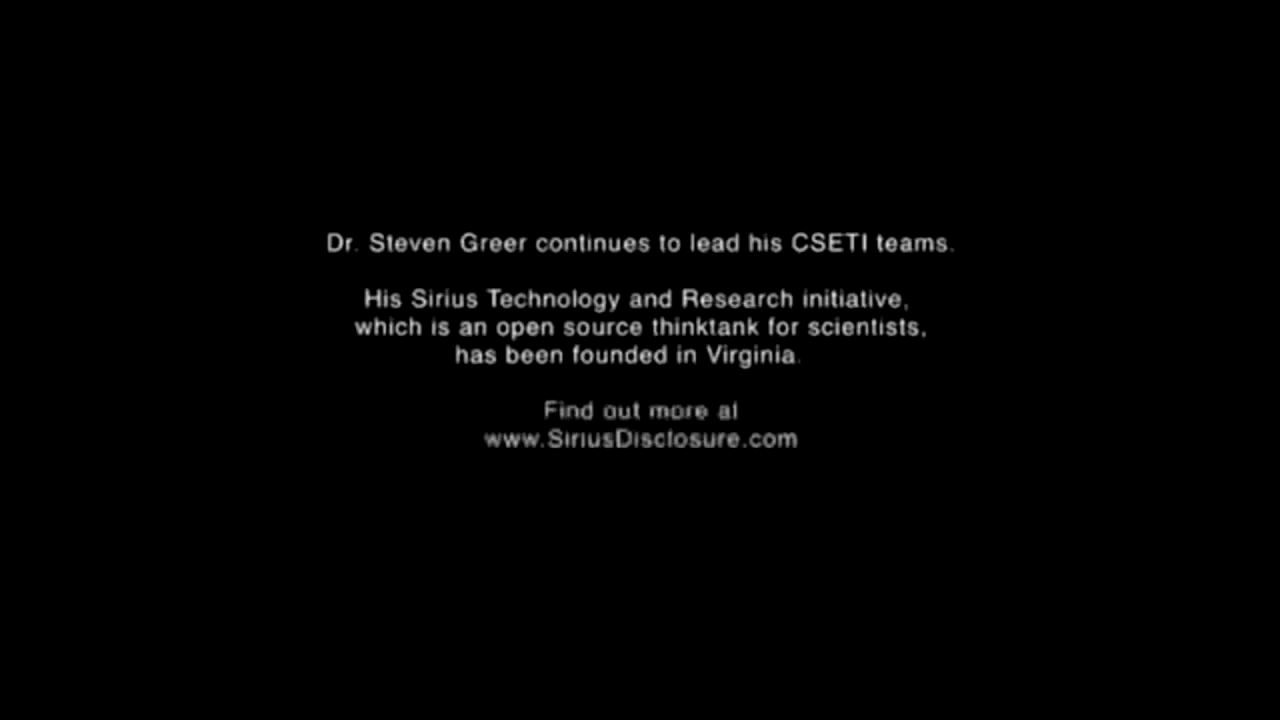 Dr. Steven Greer continues to lead his CSETI teams.
His Sirius Technology and Research initiative,
which is an open source thinktank for scientists,
has been founded in Virginia.
Find out more at
www.SiriusDisclosure.com